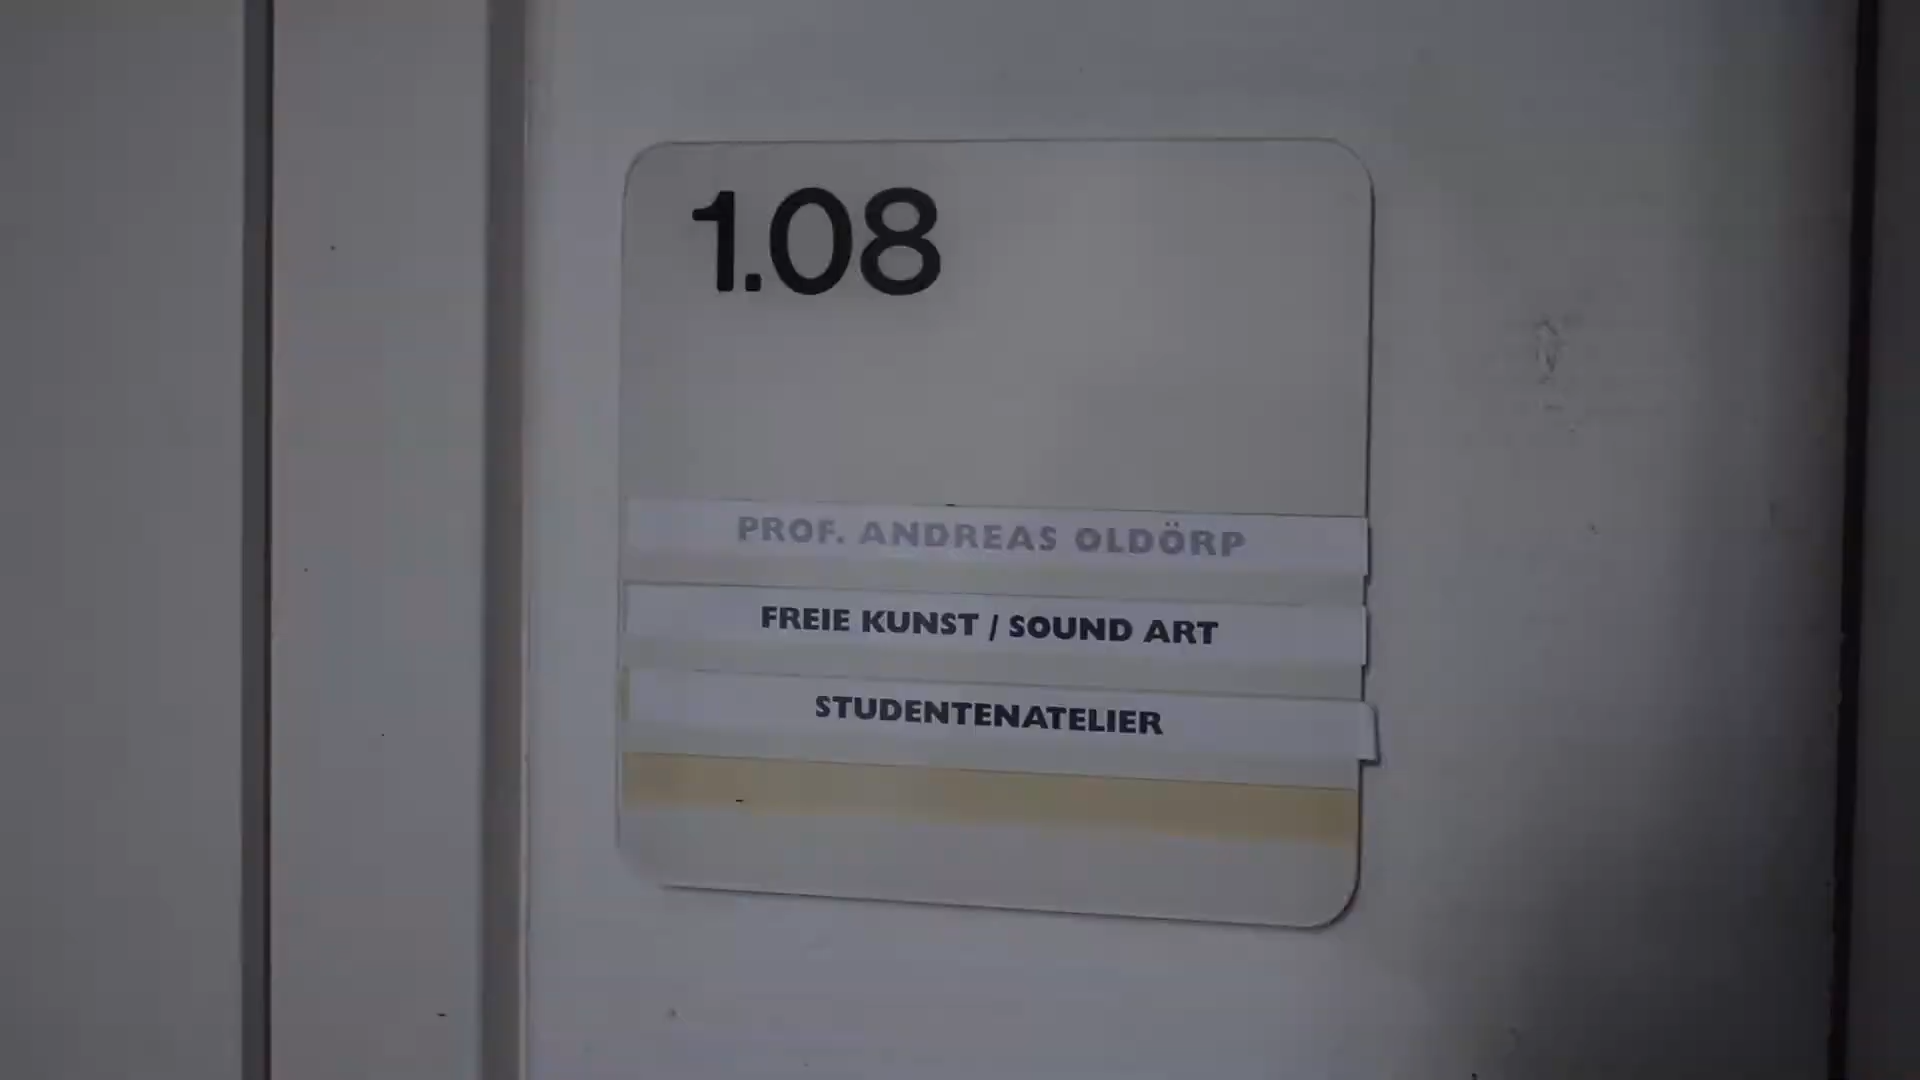 1.08
PROF. ANDREAS OLDÖRP
FREIE KUNST / SOUND ART
STUDENTENATELIER